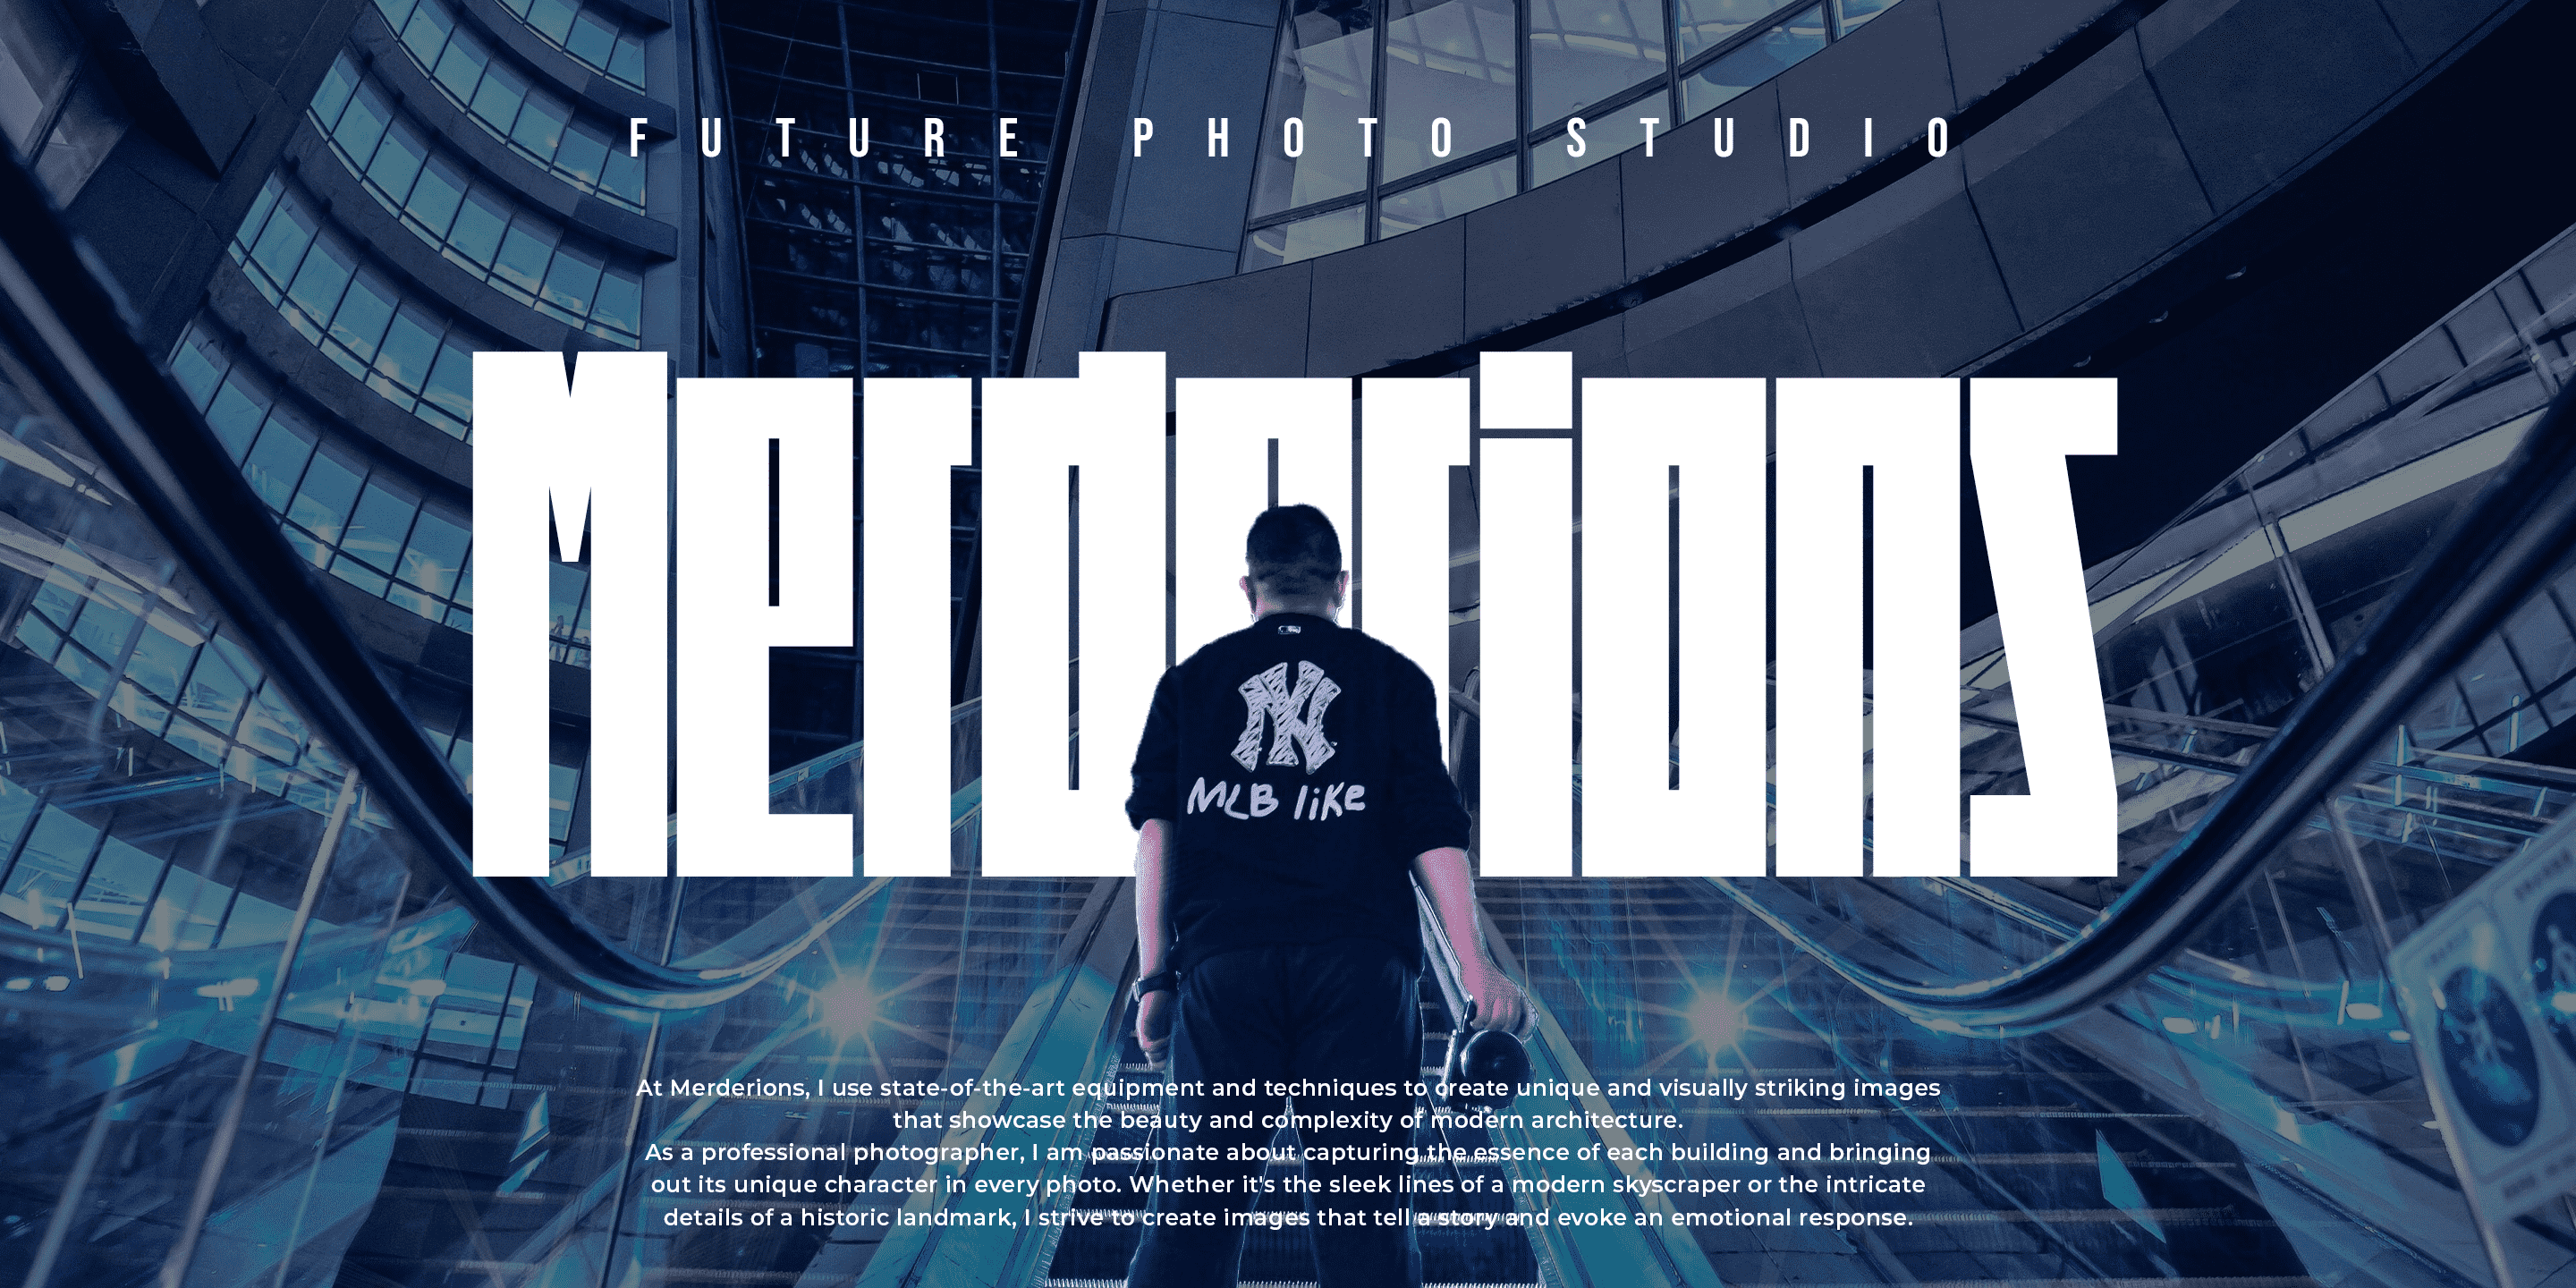 FUTURE PHOTO STUDIO
Merderions
NY
MLB like
At Merderions, I use state-of-the-art equipment and techniques to create unique and visually striking images
that showcase the beauty and complexity of modern architecture.
As a professional photographer, I am passionate about capturing the essence of each building and bringing
out its unique character in every photo. Whether it's the sleek lines of a modern skyscraper or the intricate
details of a historic landmark, I strive to create images that tell a story and evoke an emotional response.